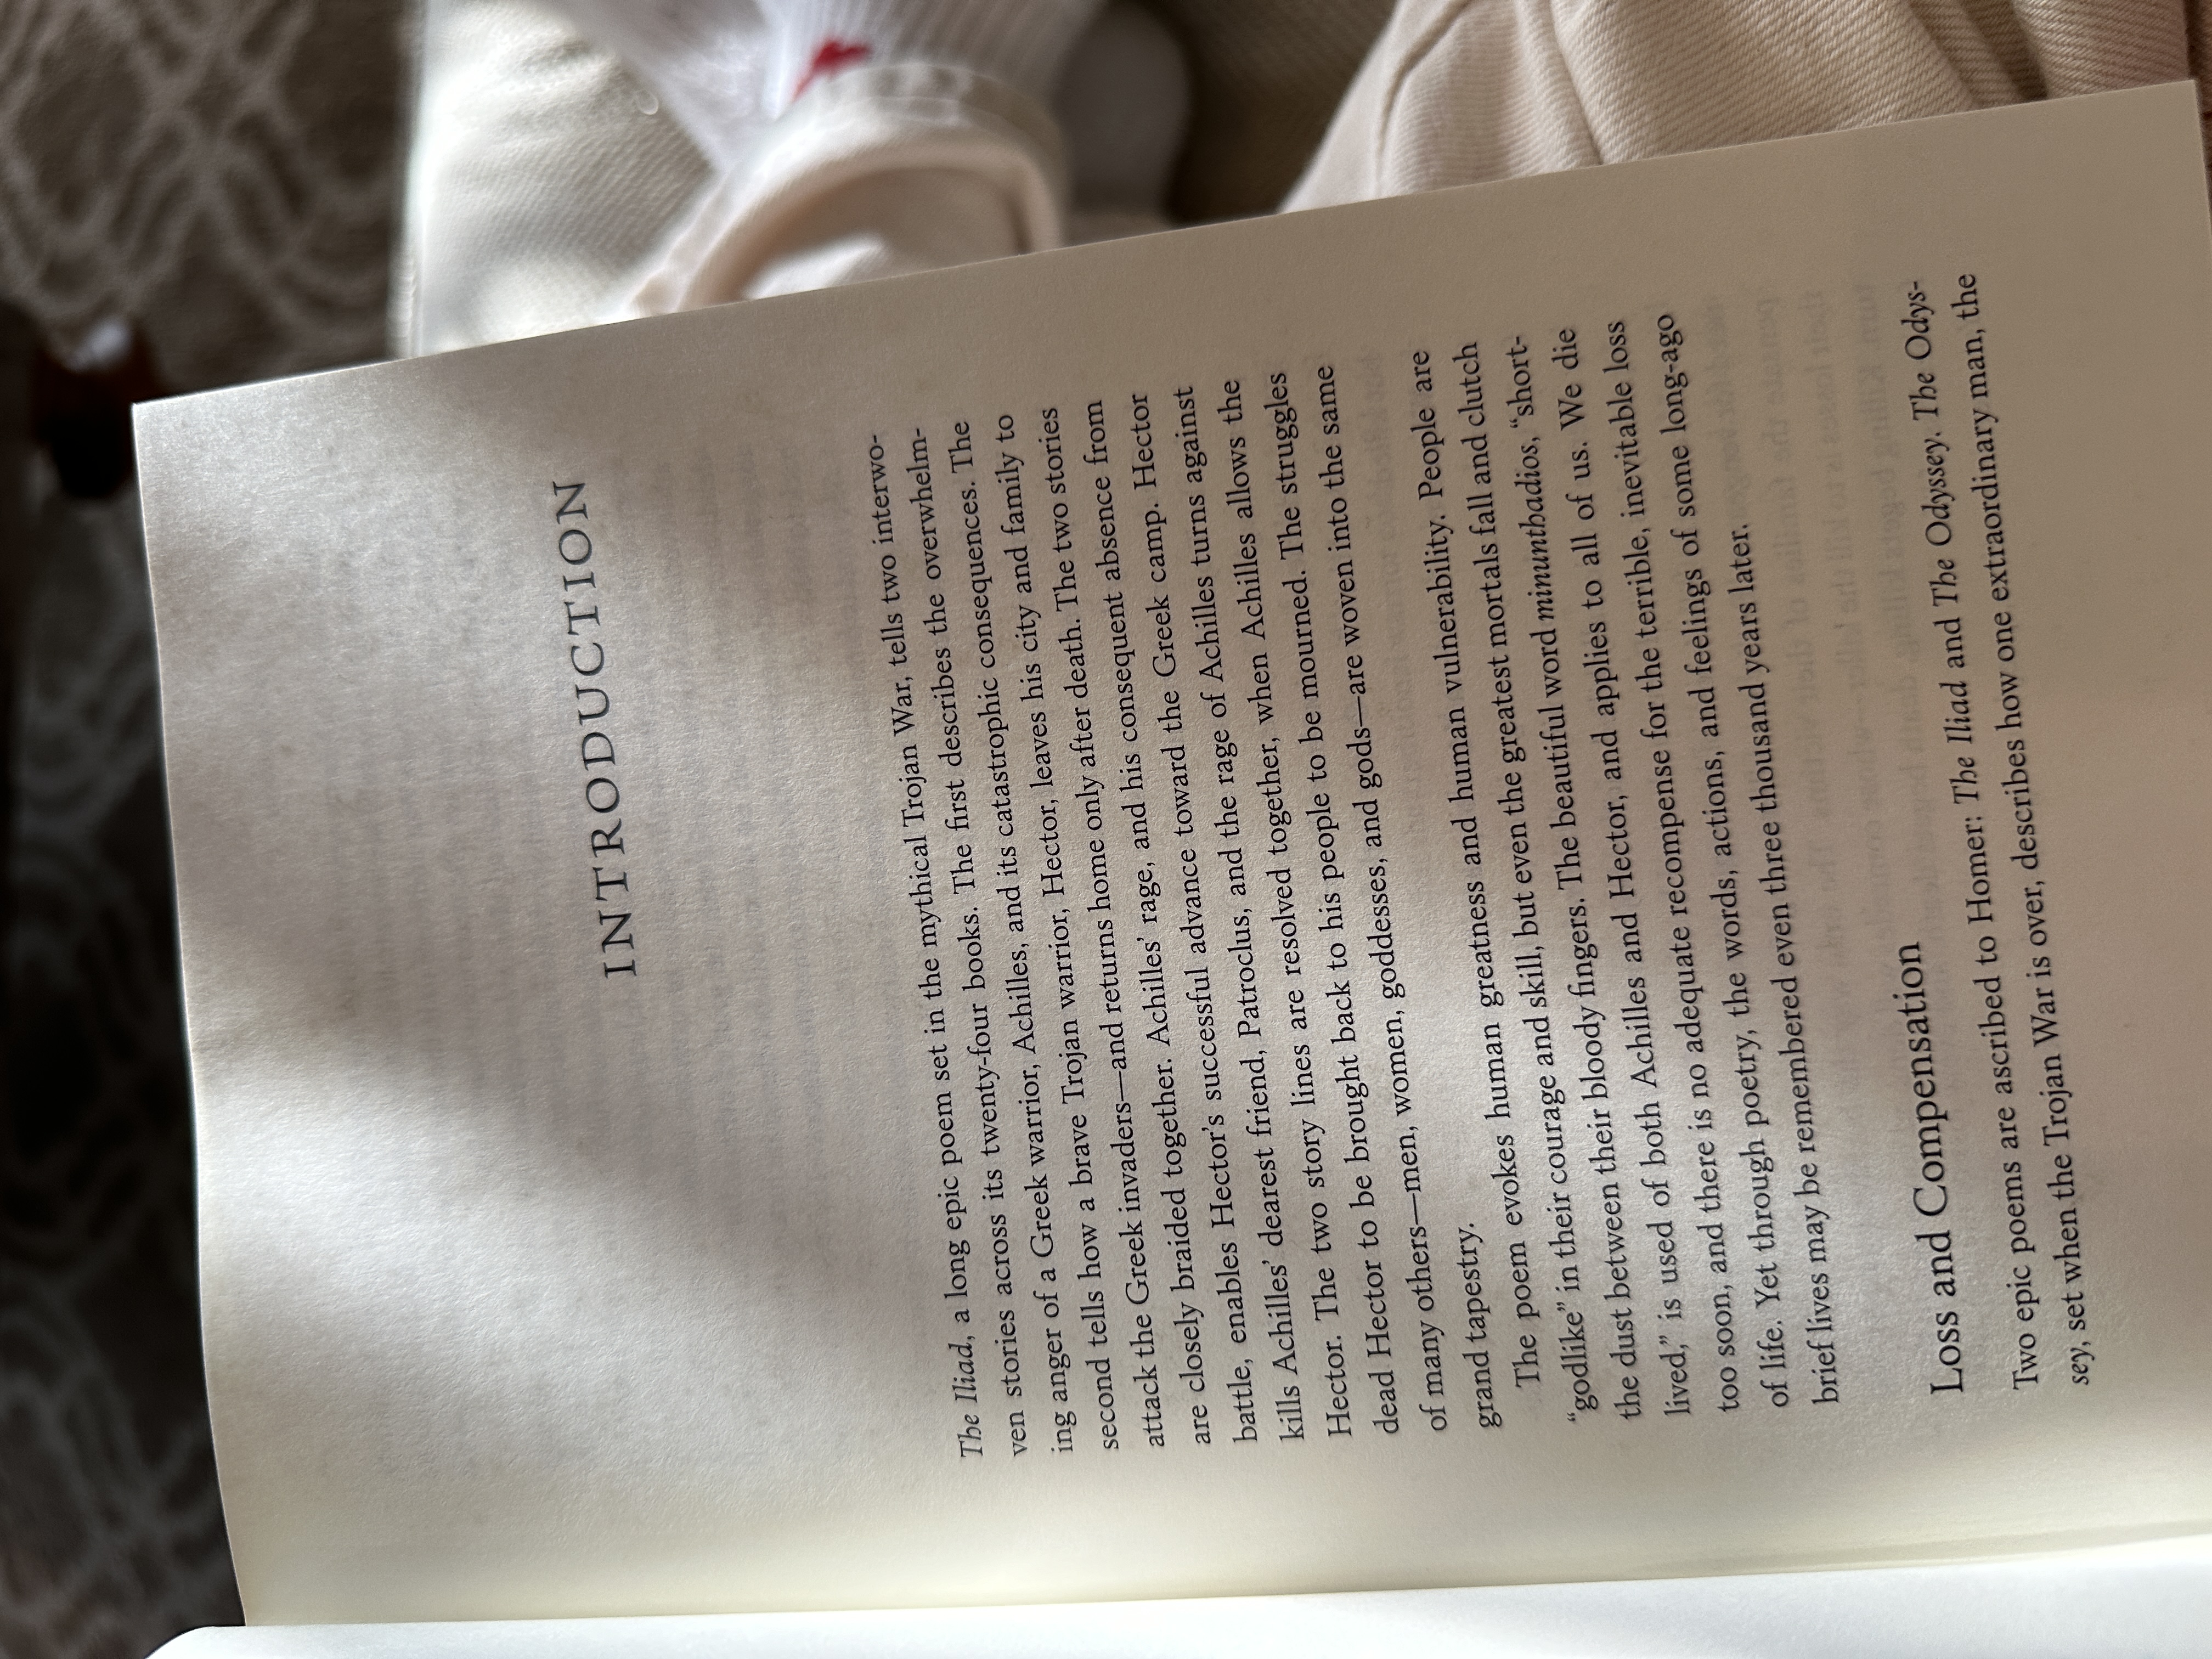 INTRODUCTION
The Iliad, a long epic poem set in the mythical Trojan War, tells two interwo-
ven stories across its twenty-four books. The first describes the overwhelm-
ing anger of a Greek warrior, Achilles, and its catastrophic consequences. The
second tells how a brave Trojan warrior, Hector, leaves his city and family to
attack the Greek invaders—and returns home only after death. The two stories
are closely braided together. Achilles’ rage, and his consequent absence from
battle, enables Hector’s successful advance toward the Greek camp. Hector
kills Achilles’ dearest friend, Patroclus, and the rage of Achilles turns against
Hector. The two story lines are resolved together, when Achilles allows the
dead Hector to be brought back to his people to be mourned. The struggles
of many others—men, women, goddesses, and gods—are woven into the same
grand tapestry.
The poem evokes human greatness and human vulnerability. People are
“godlike” in their courage and skill, but even the greatest mortals fall and clutch
the dust between their bloody fingers. The beautiful word minunthadios, “short-
lived,” is used of both Achilles and Hector, and applies to all of us. We die
too soon, and there is no adequate recompense for the terrible, inevitable loss
of life. Yet through poetry, the words, actions, and feelings of some long-ago
brief lives may be remembered even three thousand years later.
Loss and Compensation
Two epic poems are ascribed to Homer: The Iliad and The Odyssey. The Odys-
sey, set when the Trojan War is over, describes how one extraordinary man, the